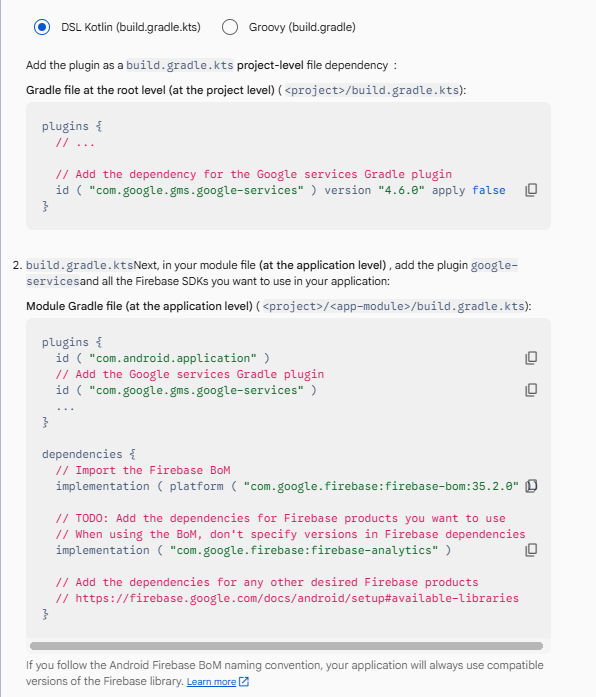 DSL Kotlin (build.gradle.kts) Groovy (build.gradle)
Add the plugin as a build.gradle.kts project-level file dependency :
Gradle file at the root level (at the project level) ( <project>/build.gradle.kts):
plugins {
// ...
// Add the dependency for the Google services Gradle plugin
id ( "com.google.gms.google-services" ) version "4.6.0" apply false
}
2. build.gradle.ktsNext, in your module file (at the application level) , add the plugin google-
servicesand all the Firebase SDKs you want to use in your application:
Module Gradle file (at the application level) ( <project>/<app-module>/build.gradle.kts):
plugins {
id ( "com.android.application" )
// Add the Google services Gradle plugin
id ( "com.google.gms.google-services" )
...
}
dependencies {
// Import the Firebase BoM
implementation ( platform ( "com.google.firebase:firebase-bom:35.2.0" )
// TODO: Add the dependencies for Firebase products you want to use
// When using the BoM, don't specify versions in Firebase dependencies
implementation ( "com.google.firebase:firebase-analytics" )
// Add the dependencies for any other desired Firebase products
// https://firebase.google.com/docs/android/setup#available-libraries
}
If you follow the Android Firebase BoM naming convention, your application will always use compatible
versions of the Firebase library. Learn more